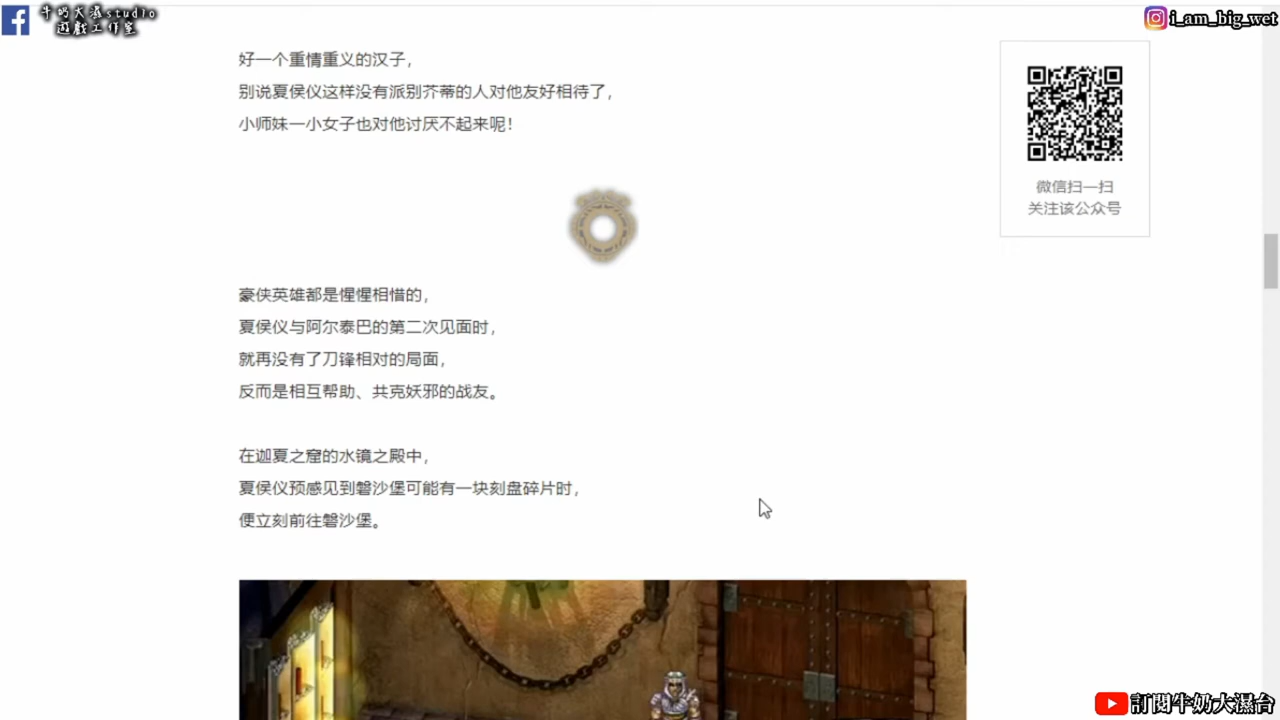 牛奶大濕studio
遊戲工作室
i_am_big_wet
好一个重情重义的汉子，
别说夏侯仪这样没有派别芥蒂的人对他友好相待了，
小师妹一小女子也对他讨厌不起来呢！
微信扫一扫
关注该公众号
豪侠英雄都是惺惺相惜的，
夏侯仪与阿尔泰巴的第二次见面时，
就再没有了刀锋相对的局面，
反而是相互帮助、共克妖邪的战友。
在迦夏之窟的水镜之殿中，
夏侯仪预感见到磐沙堡可能有一块刻盘碎片时，
便立刻前往磐沙堡。
訂閱牛奶大濕台